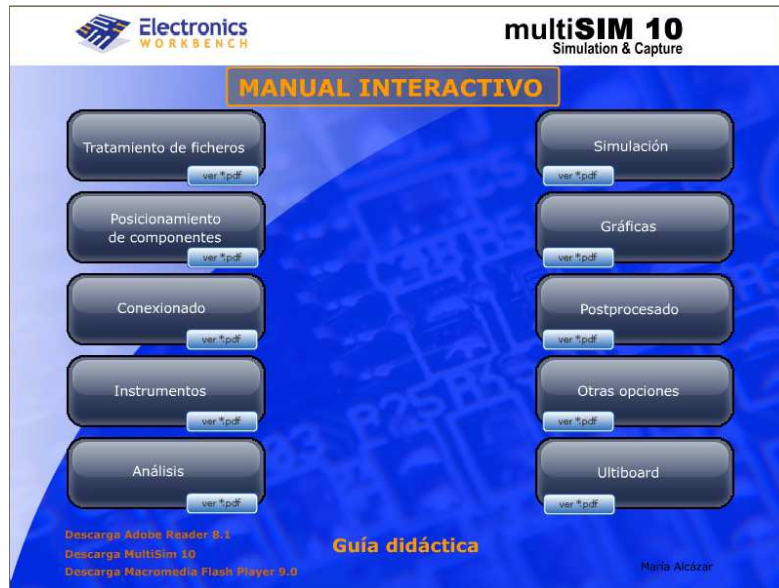 Electronics
WORKBENCH
multiSIM 10
Simulation & Capture
MANUAL INTERACTIVO
Tratamiento de ficheros
ver *.pdf
Posicionamiento
de componentes
ver *.pdf
Conexionado
ver *.pdf
Instrumentos
ver *.pdf
Análisis
ver *.pdf
Simulación
ver *.pdf
Gráficas
ver *.pdf
Postprocesado
ver *.pdf
Otras opciones
ver *.pdf
Ultiboard
ver *.pdf
Descarga Adobe Reader 8.1
Descarga MultiSim 10
Descarga Macromedia Flash Player 9.0
Guía didáctica
María Alcázar